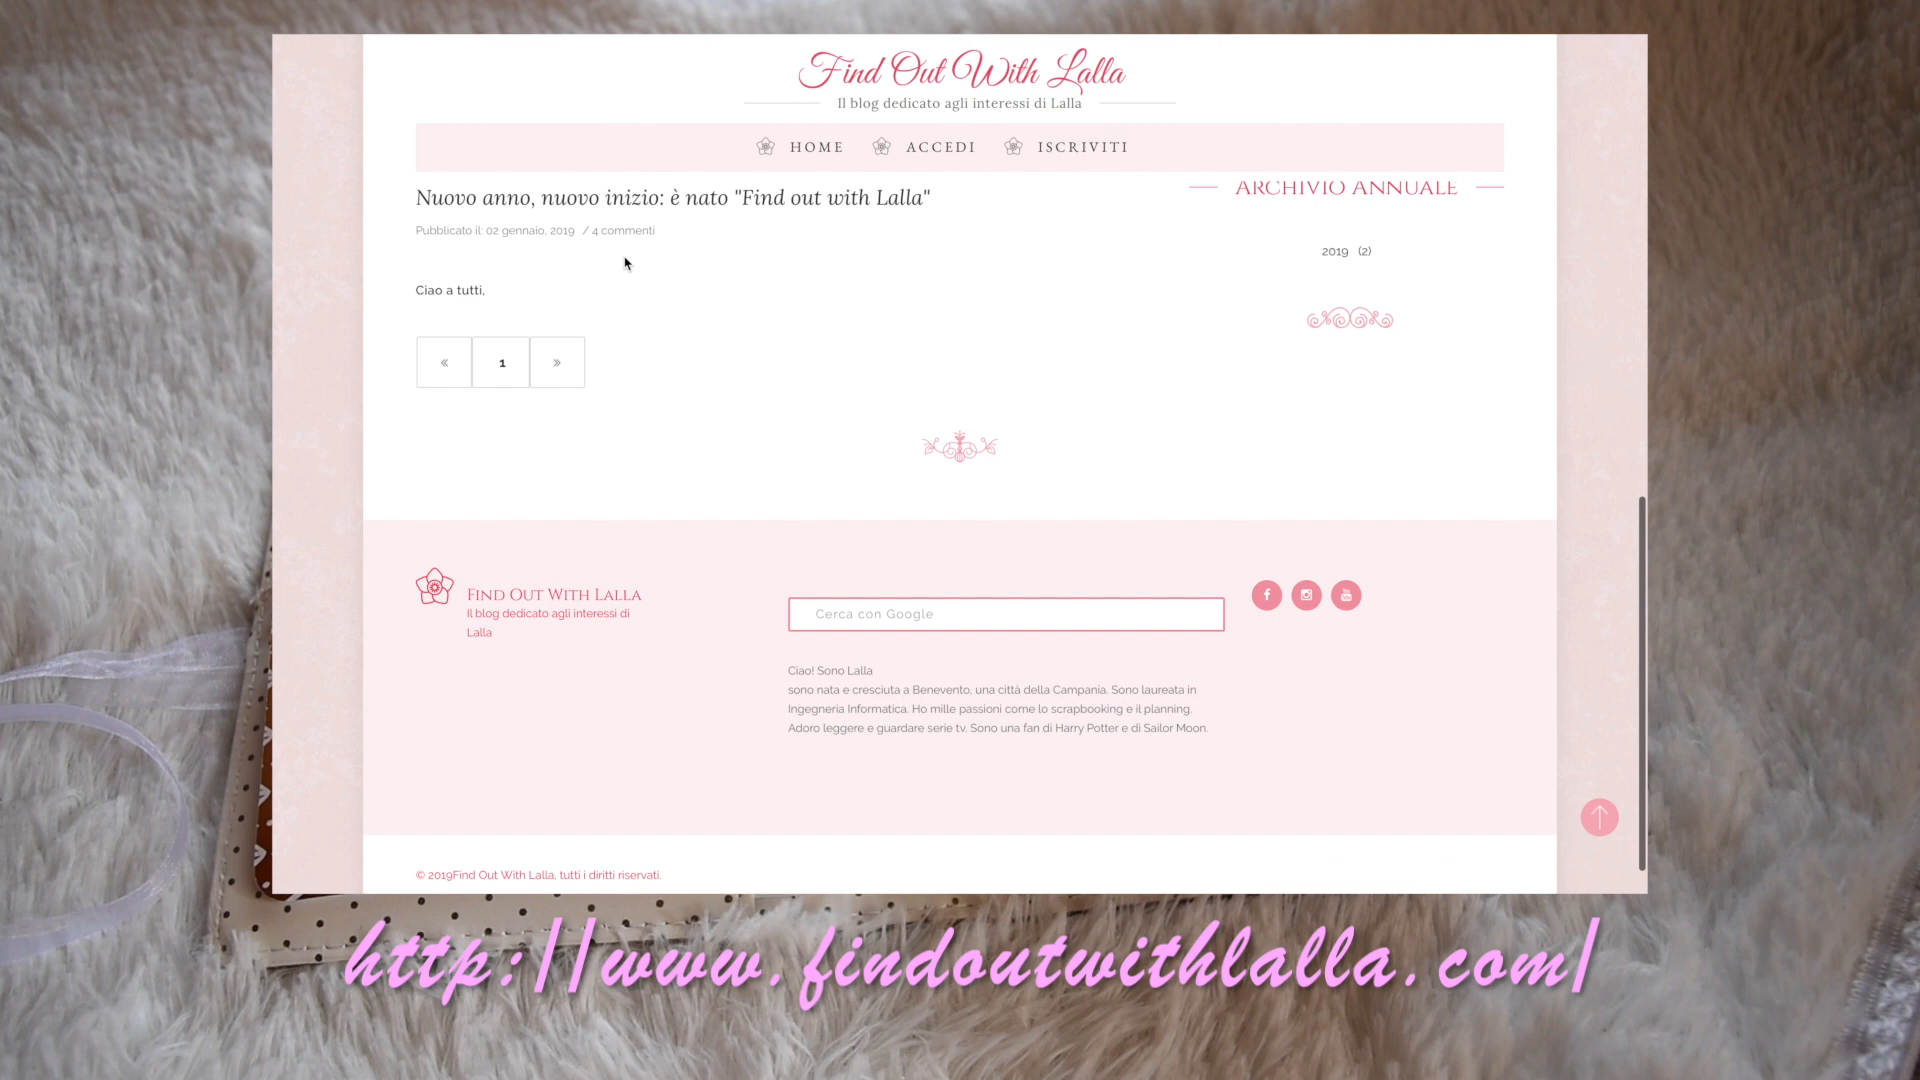 Find Out With Lalla
Il blog dedicato agli interessi di Lalla
HOME ACCEDI ISCRIVITI
Nuovo anno, nuovo inizio: è nato "Find out with Lalla"
Pubblicato il: 02 gennaio, 2019 / 4 commenti
Ciao a tutti,
« 1 »
ARCHIVIO ANNUALE
2019 (2)
Find Out With Lalla
Il blog dedicato agli interessi di
Lalla
Cerca con Google
Ciao! Sono Lalla
sono nata e cresciuta a Benevento, una città della Campania. Sono laureata in
Ingegneria Informatica. Ho mille passioni come lo scrapbooking e il planning.
Adoro leggere e guardare serie tv. Sono una fan di Harry Potter e di Sailor Moon.
© 2019Find Out With Lalla, tutti i diritti riservati.
http://www.findoutwithlalla.com/